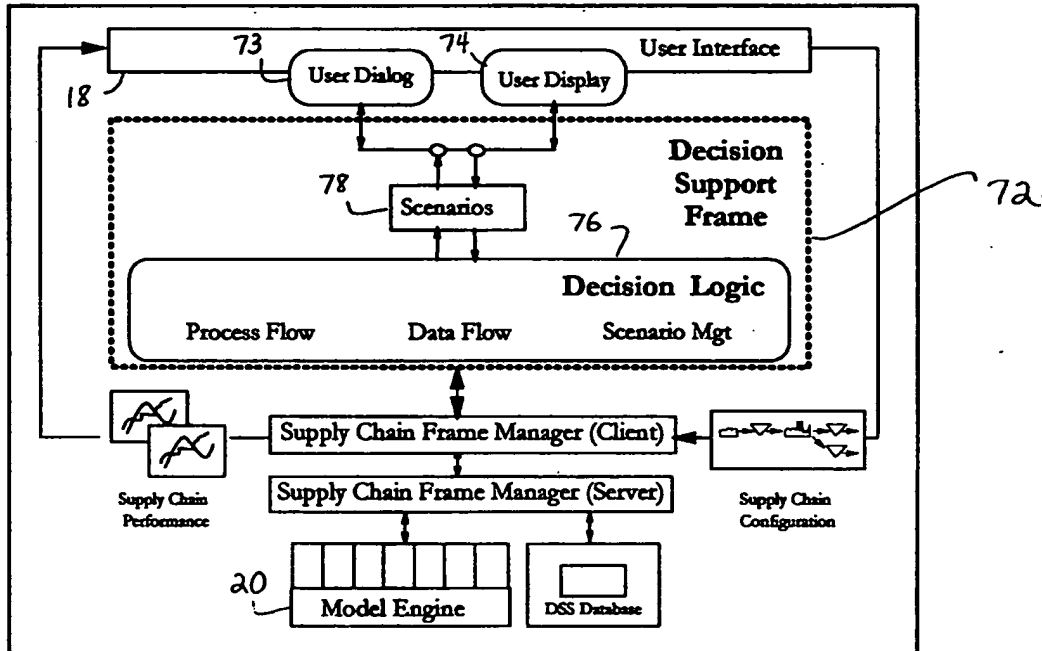 User Interface
73
74
User Dialog
User Display
18
Decision
Support
Frame
72
78
Scenarios
76
Decision Logic
Process Flow
Data Flow
Scenario Mgt
Supply Chain Frame Manager (Client)
Supply Chain Frame Manager (Server)
Supply Chain
Performance
Supply Chain
Configuration
20
Model Engine
DSS Database